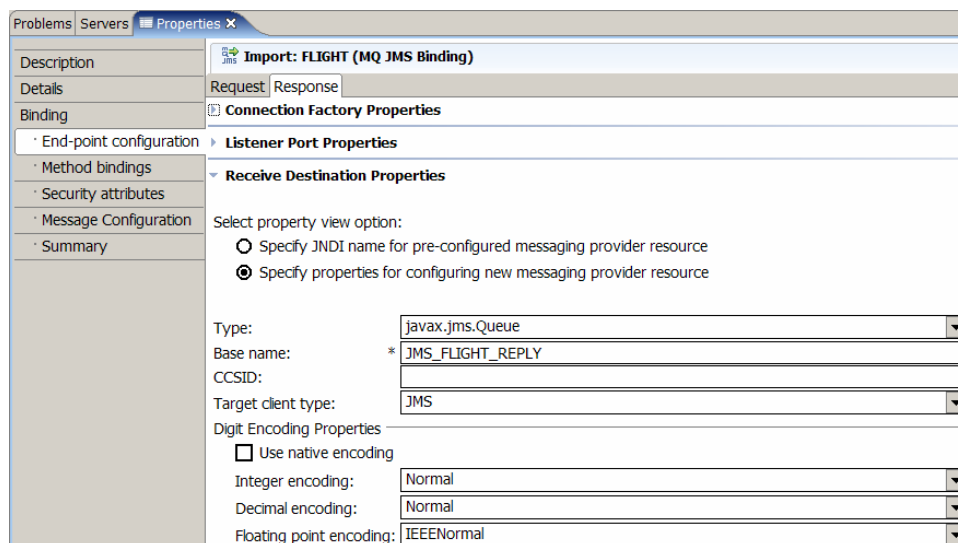 Problems Servers Properties
Import: FLIGHT (MQ JMS Binding)
Description
Details
Binding
End-point configuration
Method bindings
Security attributes
Message Configuration
Summary
Request Response
Connection Factory Properties
Listener Port Properties
Receive Destination Properties
Select property view option:
Specify JNDI name for pre-configured messaging provider resource
Specify properties for configuring new messaging provider resource
Type: javax.jms.Queue
Base name: * JMS_FLIGHT_REPLY
CCSID:
Target client type: JMS
Digit Encoding Properties
Use native encoding
Integer encoding: Normal
Decimal encoding: Normal
Floating point encoding: IEEENormal